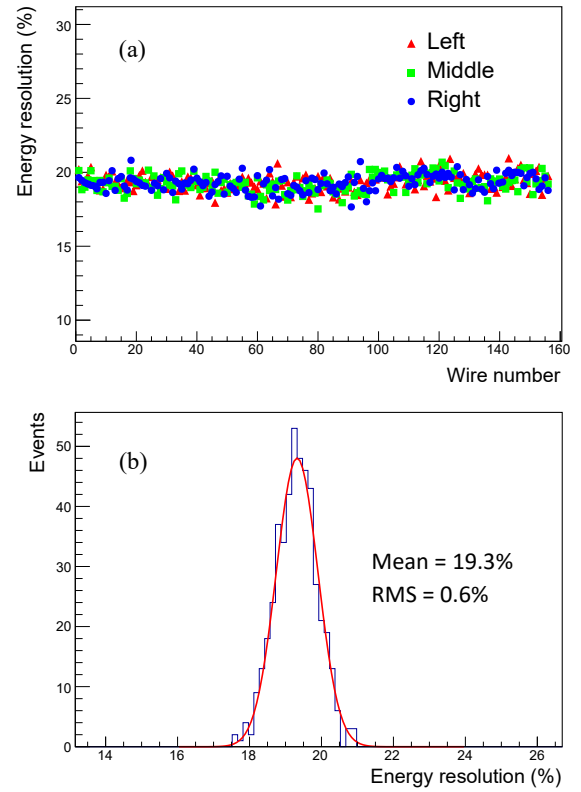 Energy resolution (%)
30
25
20
15
10
(a)
Left
Middle
Right
0 20 40 60 80 100 120 140 160
Wire number
Events
50
40
30
20
10
0
(b)
Mean = 19.3%
RMS = 0.6%
14 16 18 20 22 24 26
Energy resolution (%)